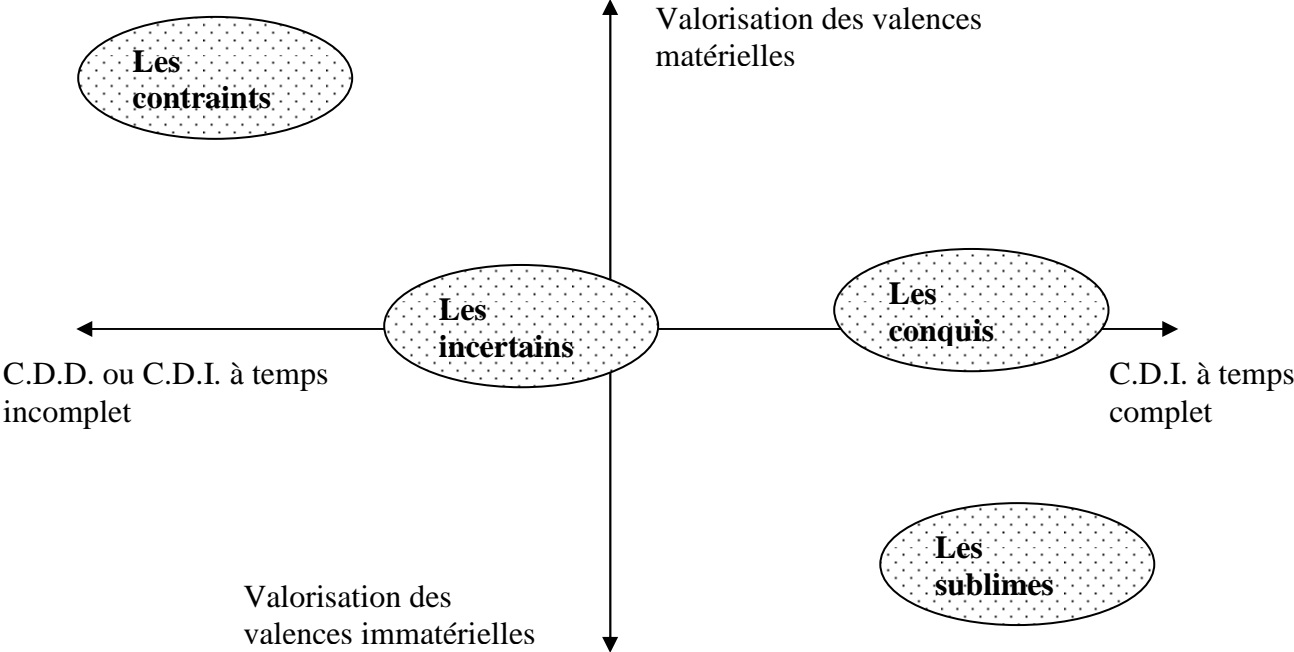 Valorisation des valences
matérielles
Les
contraints
Les
incertains
Les
conquis
C.D.D. ou C.D.I. à temps
incomplet
C.D.I. à temps
complet
Les
sublimes
Valorisation des
valences immatérielles